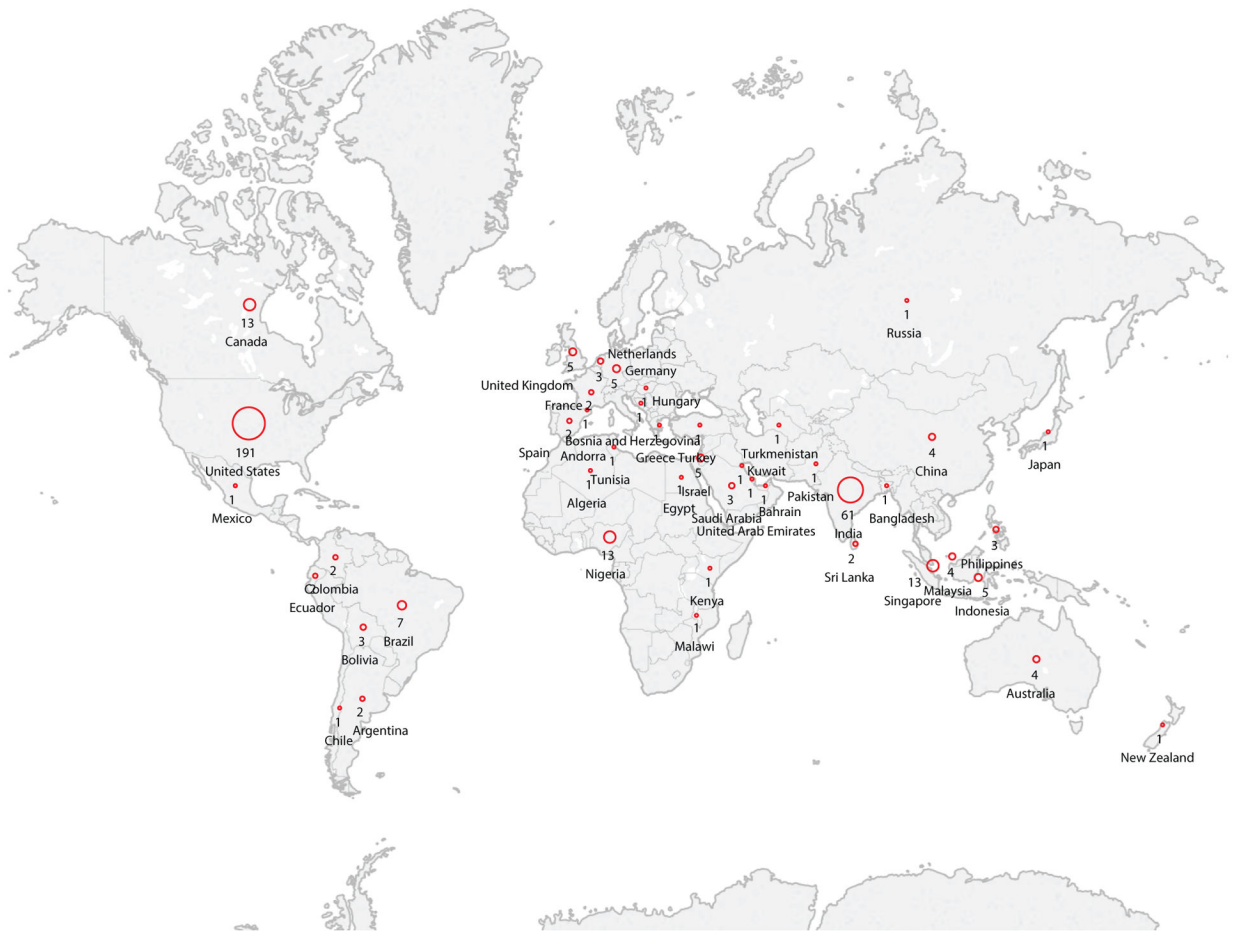 13
Canada
191
United States
1
Mexico
2
Colombia
2
Ecuador
7
Brazil
3
Bolivia
2
Argentina
1
Chile
5
United Kingdom
Netherlands
3
Germany
5
France 2
1
Andorra
2
Spain
1
Hungary
1
Bosnia and Herzegovina
1
Greece
1
Turkey
1
Tunisia
1
Algeria
1
Egypt
5
Israel
3
Saudi Arabia
1
Kuwait
1
Bahrain
1
United Arab Emirates
1
Turkmenistan
1
Pakistan
61
India
1
Bangladesh
2
Sri Lanka
13
Nigeria
1
Kenya
1
Malawi
1
Russia
4
China
1
Japan
3
Philippines
4
Malaysia
13
Singapore
5
Indonesia
4
Australia
1
New Zealand